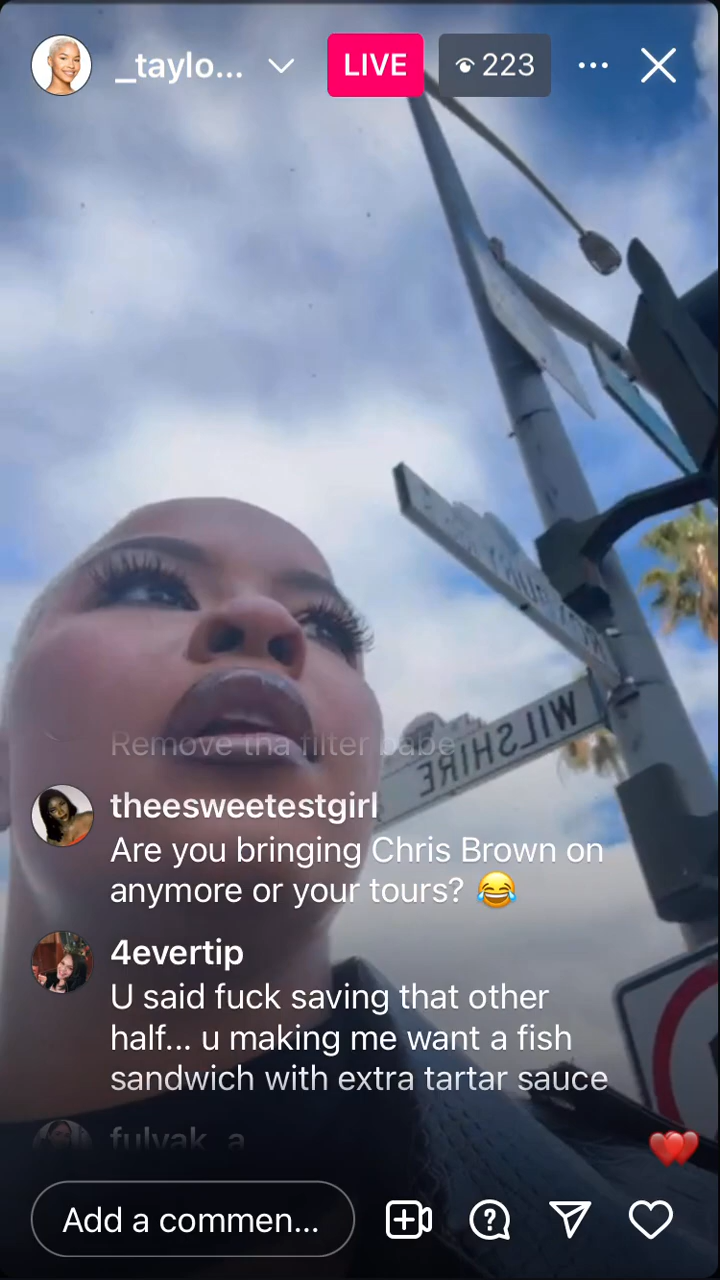 _taylo...
LIVE
223
WILSHIRE
Remove tha filter babe
theesweetestgirl
Are you bringing Chris Brown on
anymore or your tours? 😂
4evertip
U said fuck saving that other
half... u making me want a fish
sandwich with extra tartar sauce
Add a commen...